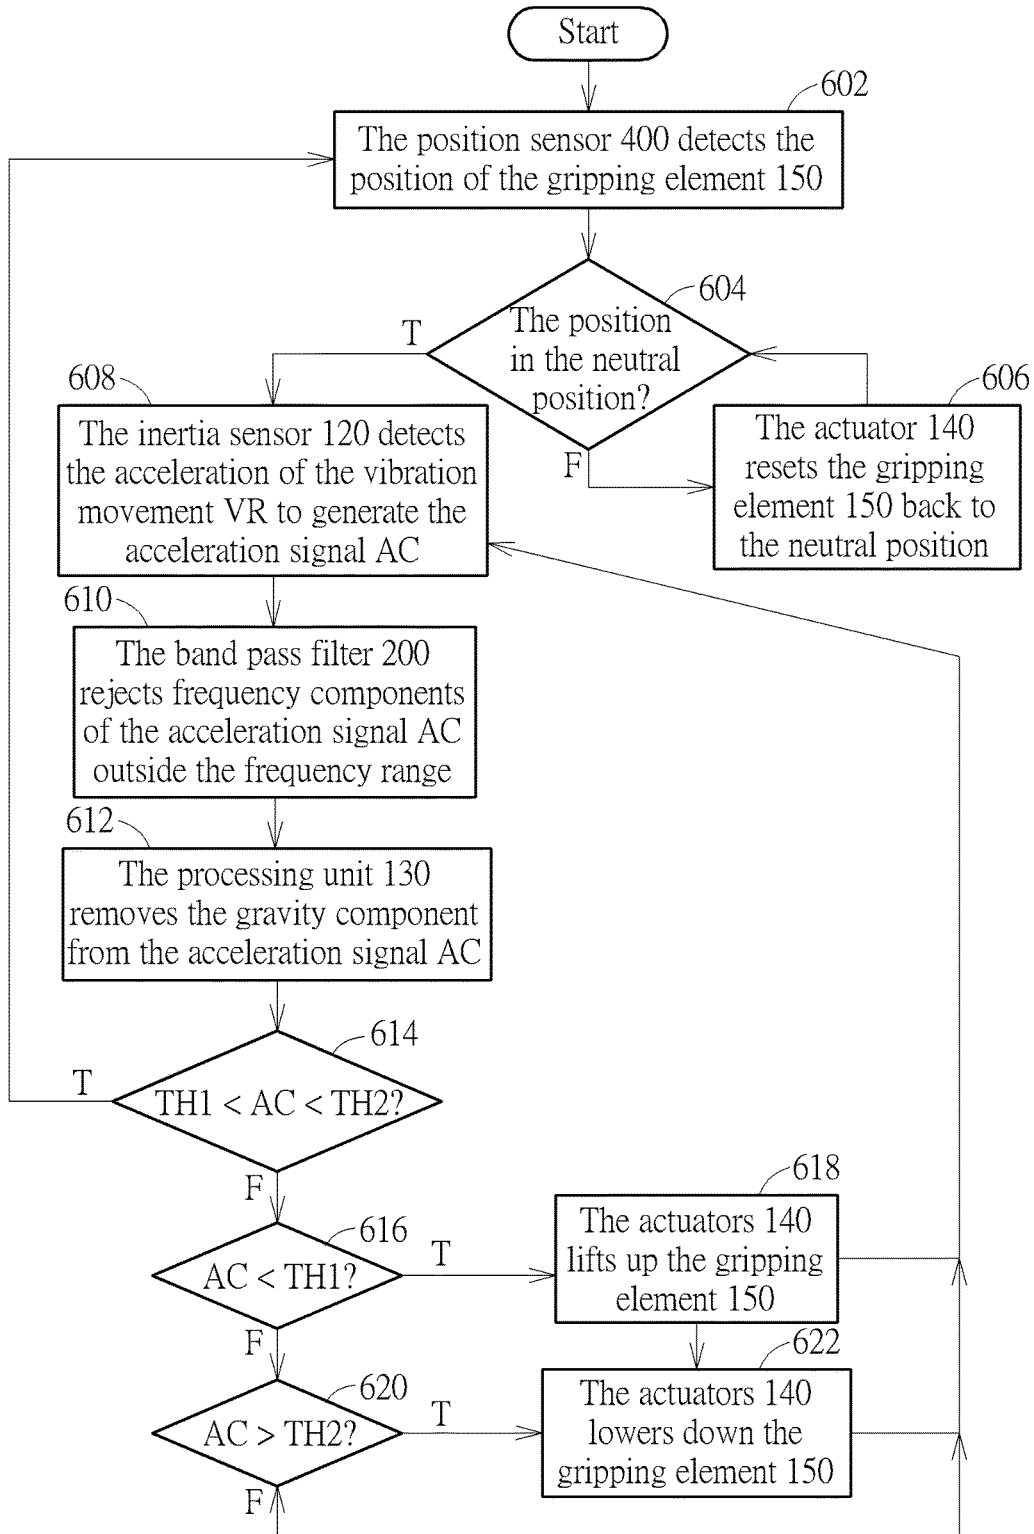 Start
602
The position sensor 400 detects the
position of the gripping element 150
604
The position
in the neutral
position?
T
F
606
The actuator 140
resets the gripping
element 150 back to
the neutral position
608
The inertia sensor 120 detects
the acceleration of the vibration
movement VR to generate the
acceleration signal AC
610
The band pass filter 200
rejects frequency components
of the acceleration signal AC
outside the frequency range
612
The processing unit 130
removes the gravity component
from the acceleration signal AC
614
TH1 < AC < TH2?
T
F
616
AC < TH1?
T
F
618
The actuators 140
lifts up the gripping
element 150
620
AC > TH2?
T
F
622
The actuators 140
lowers down the
gripping element 150